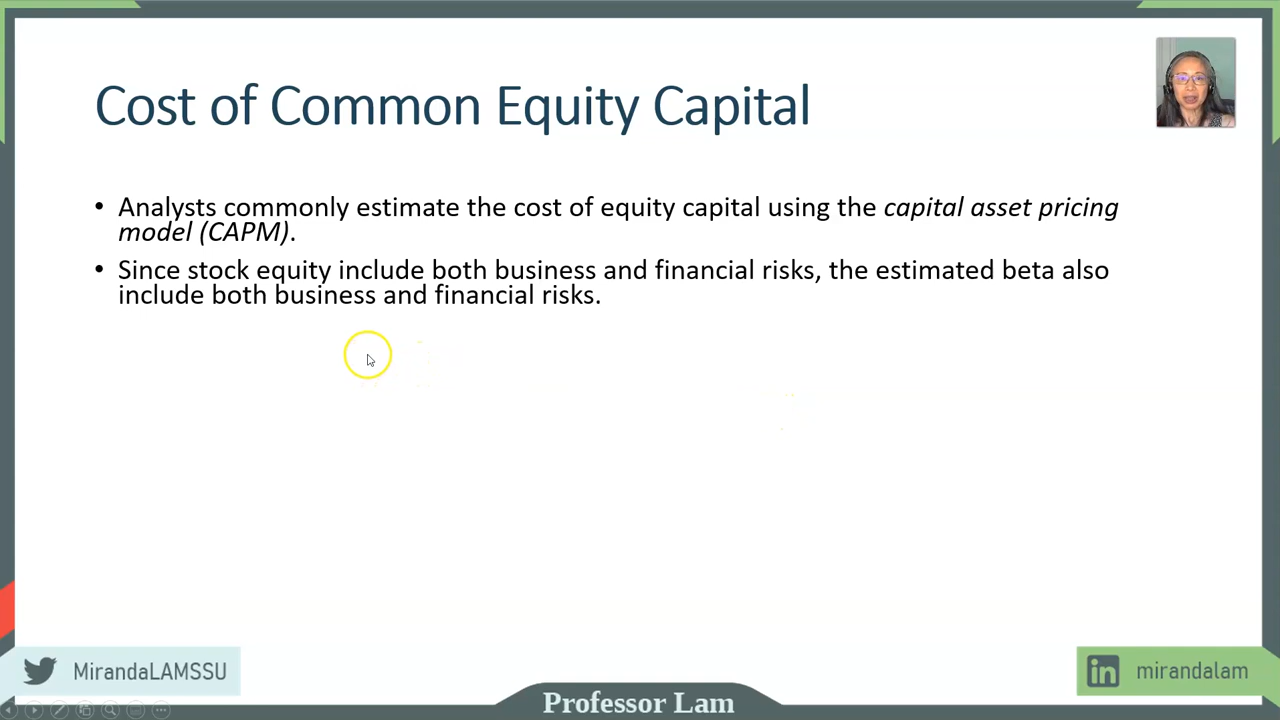 Cost of Common Equity Capital
• Analysts commonly estimate the cost of equity capital using the capital asset pricing
model (CAPM).
• Since stock equity include both business and financial risks, the estimated beta also
include both business and financial risks.
MirandaLAMSSU
in mirandalam
Professor Lam